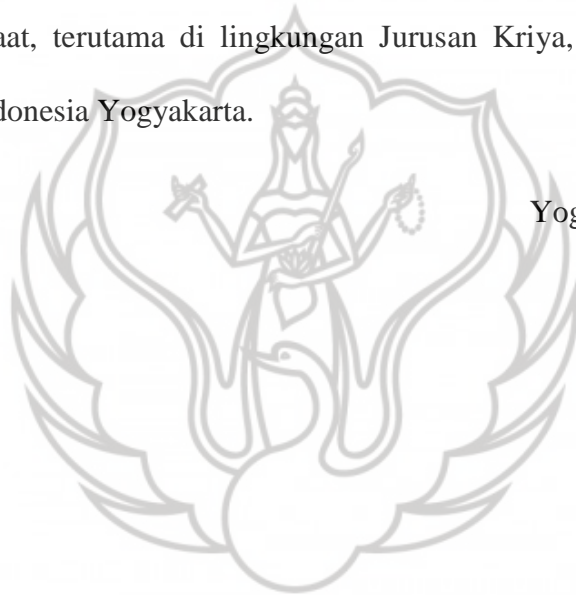 aat, terutama di lingkungan Jurusan Kriya,
donesia Yogyakarta.
Yog